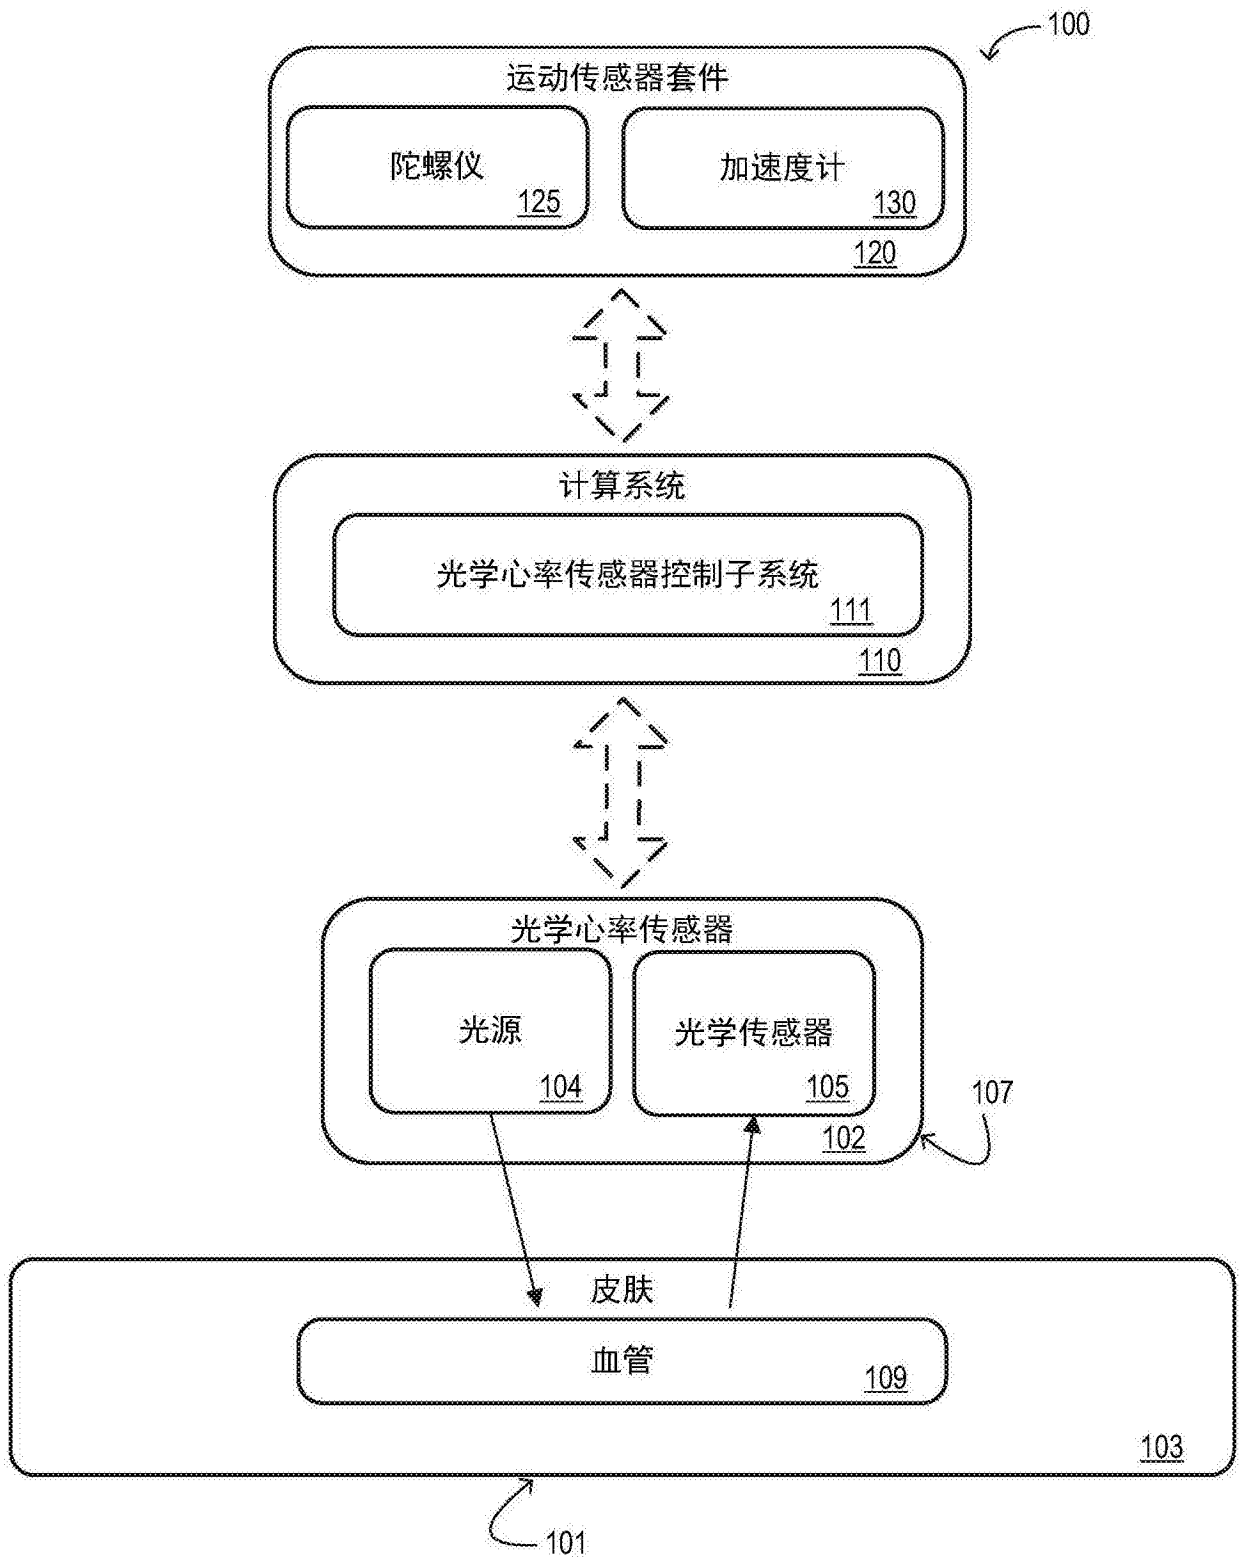 100
运动传感器套件
陀螺仪
125
加速度计
130
120
计算系统
光学心率传感器控制子系统
111
110
光学心率传感器
光源
104
光学传感器
105
102
107
皮肤
血管
109
103
101